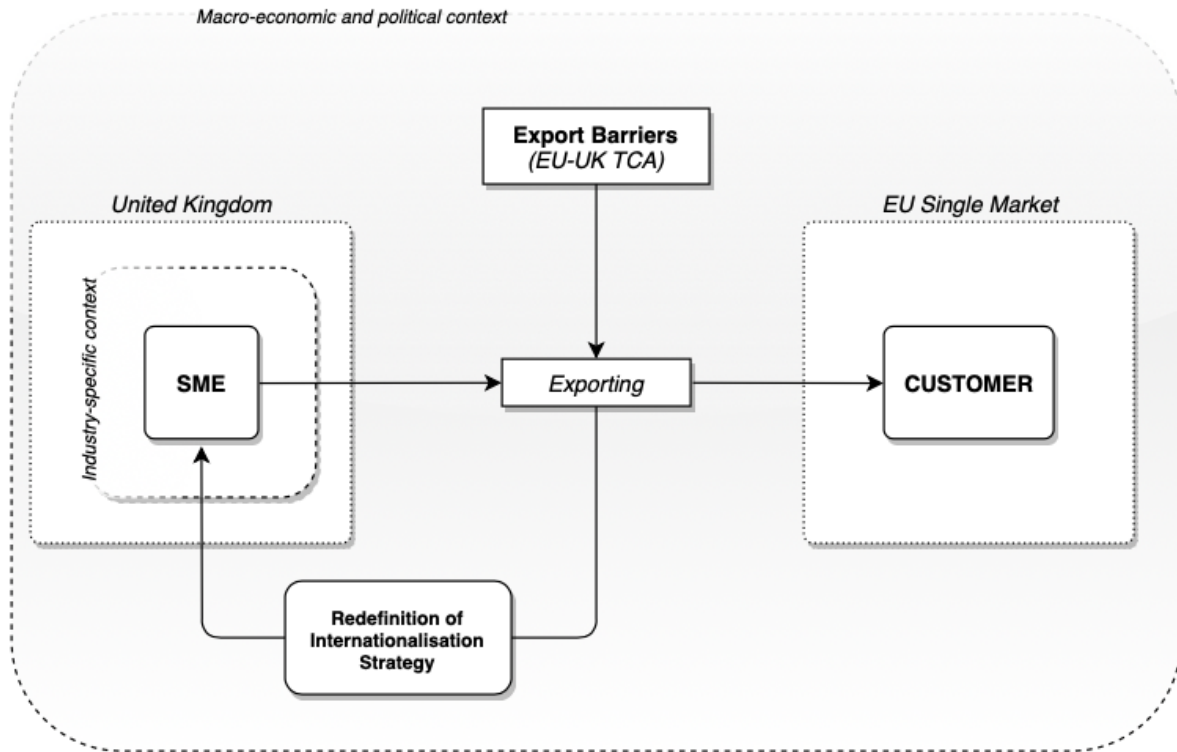 Macro-economic and political context
Export Barriers
(EU-UK TCA)
United Kingdom
EU Single Market
Industry-specific context
SME
Exporting
CUSTOMER
Redefinition of
Internationalisation
Strategy